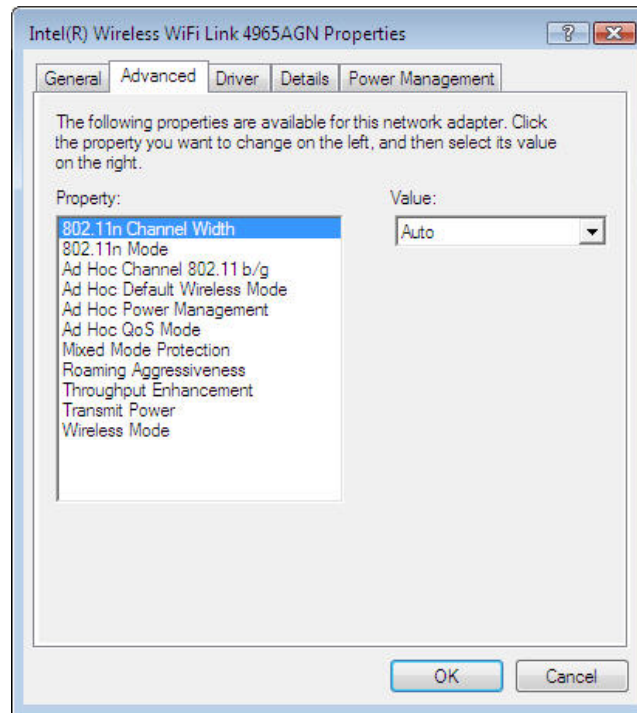 Intel(R) Wireless WiFi Link 4965AGN Properties
General Advanced Driver Details Power Management
The following properties are available for this network adapter. Click
the property you want to change on the left, and then select its value
on the right.
Property:
Value:
802.11n Channel Width
Auto
802.11n Mode
Ad Hoc Channel 802.11 b/g
Ad Hoc Default Wireless Mode
Ad Hoc Power Management
Ad Hoc QoS Mode
Mixed Mode Protection
Roaming Aggressiveness
Throughput Enhancement
Transmit Power
Wireless Mode
OK
Cancel